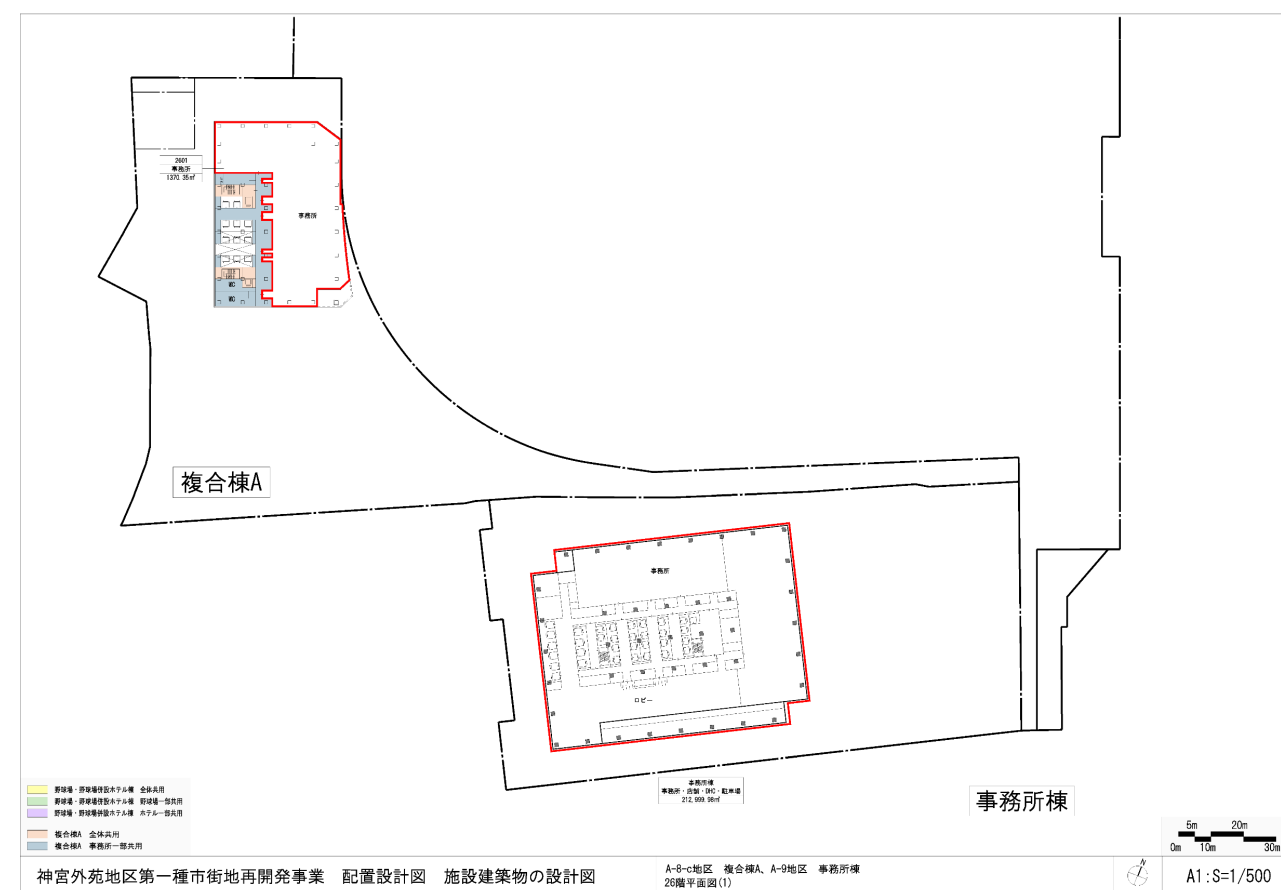 2601
事務所
1370.35㎡
事務所
WC
WC
複合棟A
事務所
ロビー
事務所棟
事務所・店舗・DHC・駐車場
212,999.98㎡
事務所棟
野球場・野球場併設ホテル棟 全体共用
野球場・野球場併設ホテル棟 野球場一部共用
野球場・野球場併設ホテル棟 ホテル一部共用
複合棟A 全体共用
複合棟A 事務所一部共用
5m 20m
0m 10m 30m
神宮外苑地区第一種市街地再開発事業 配置設計図 施設建築物の設計図
A-8-c地区 複合棟A、A-9地区 事務所棟
26階平面図(1)
N
A1:S=1/500